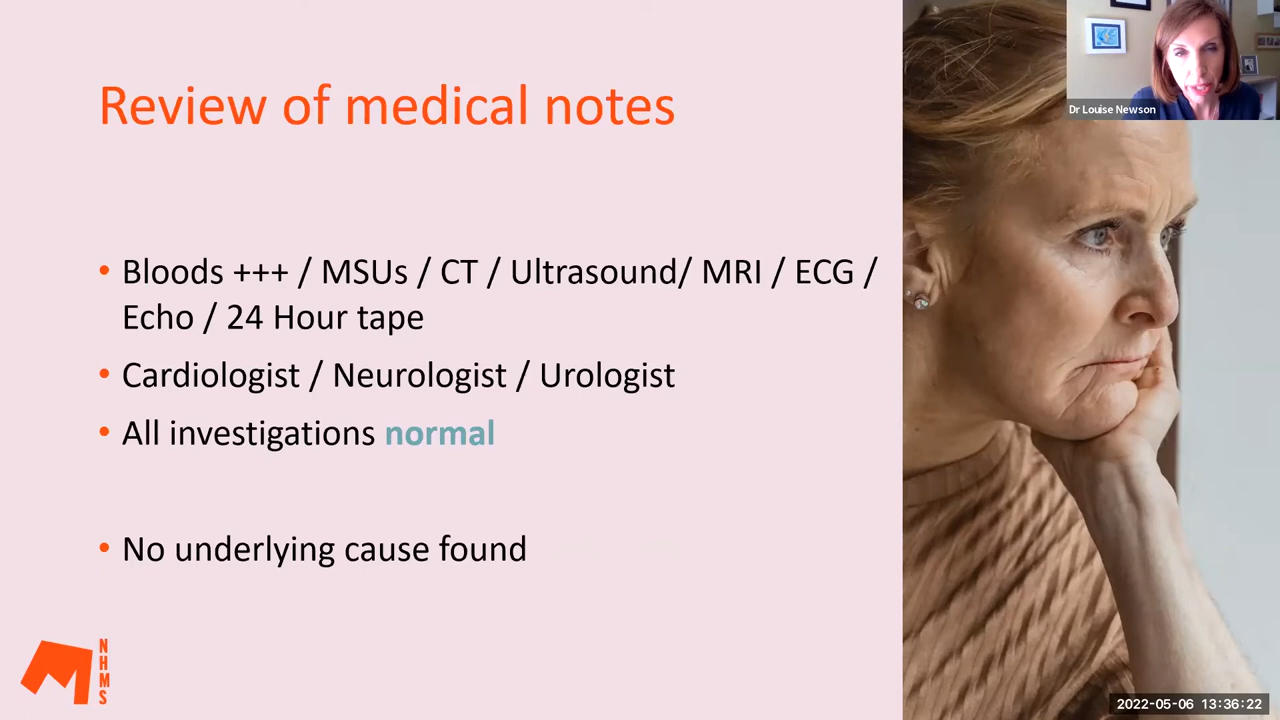 Review of medical notes
Dr Louise Newson
• Bloods +++ / MSUs / CT / Ultrasound/ MRI / ECG /
Echo / 24 Hour tape
• Cardiologist / Neurologist / Urologist
• All investigations normal
• No underlying cause found
NHMS
2022-05-06 13:36:22